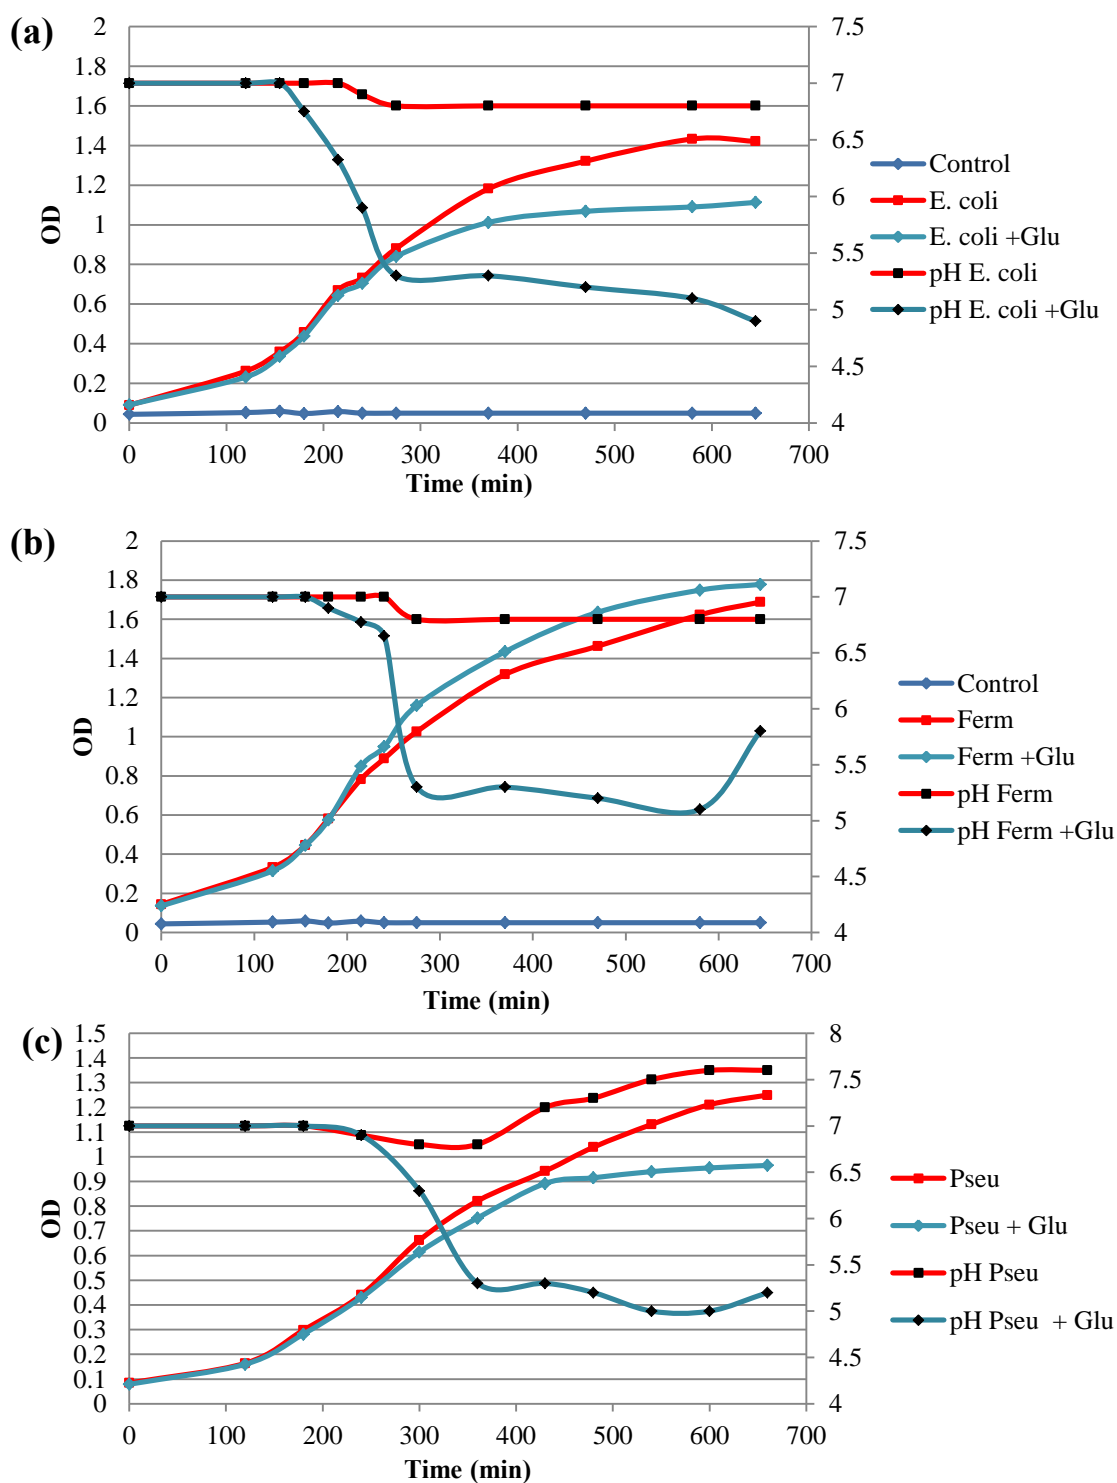 (a)
2
1.8
1.6
1.4
1.2
1
0.8
0.6
0.4
0.2
0
OD
7.5
7
6.5
6
5.5
5
4.5
4
0 100 200 300 400 500 600 700
Time (min)
Control
E. coli
E. coli +Glu
pH E. coli
pH E. coli +Glu
(b)
2
1.8
1.6
1.4
1.2
1
0.8
0.6
0.4
0.2
0
OD
7.5
7
6.5
6
5.5
5
4.5
4
0 100 200 300 400 500 600 700
Time (min)
Control
Ferm
Ferm +Glu
pH Ferm
pH Ferm +Glu
(c)
1.5
1.4
1.3
1.2
1.1
1
0.9
0.8
0.7
0.6
0.5
0.4
0.3
0.2
0.1
0
OD
8
7.5
7
6.5
6
5.5
5
4.5
4
0 100 200 300 400 500 600 700
Time (min)
Pseu
Pseu + Glu
pH Pseu
pH Pseu + Glu